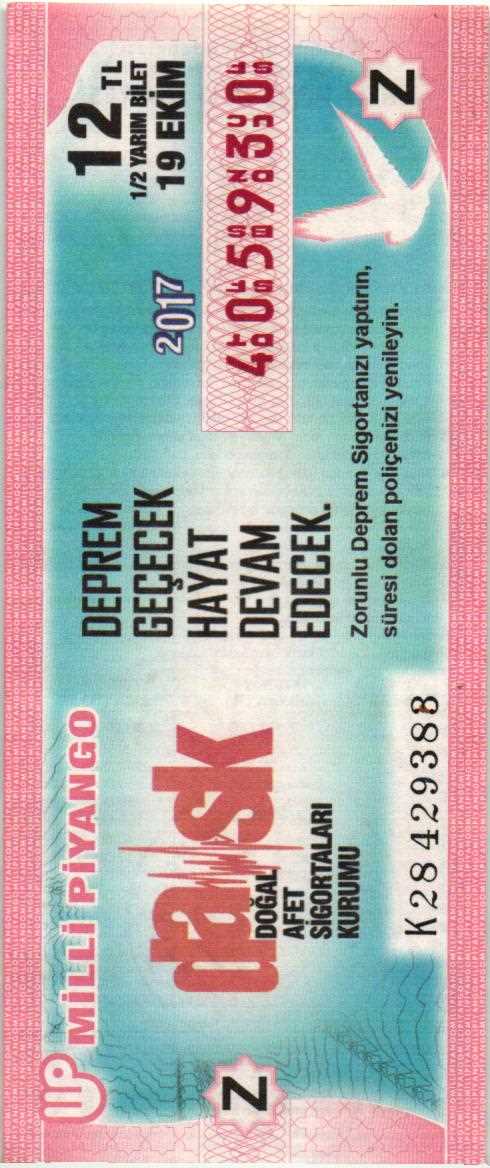 MİLLİ PİYANGO
12 TL
1/2 YARIM BİLET
19 EKİM
2017
405930
Z
DEPREM
GEÇECEK
HAYAT
DEVAM
EDECEK.
dask
DOĞAL
AFET
SİGORTALARI
KURUMU
Zorunlu Deprem Sigortanızı yaptırın,
süresi dolan poliçenizi yenileyin.
K28429388
Z